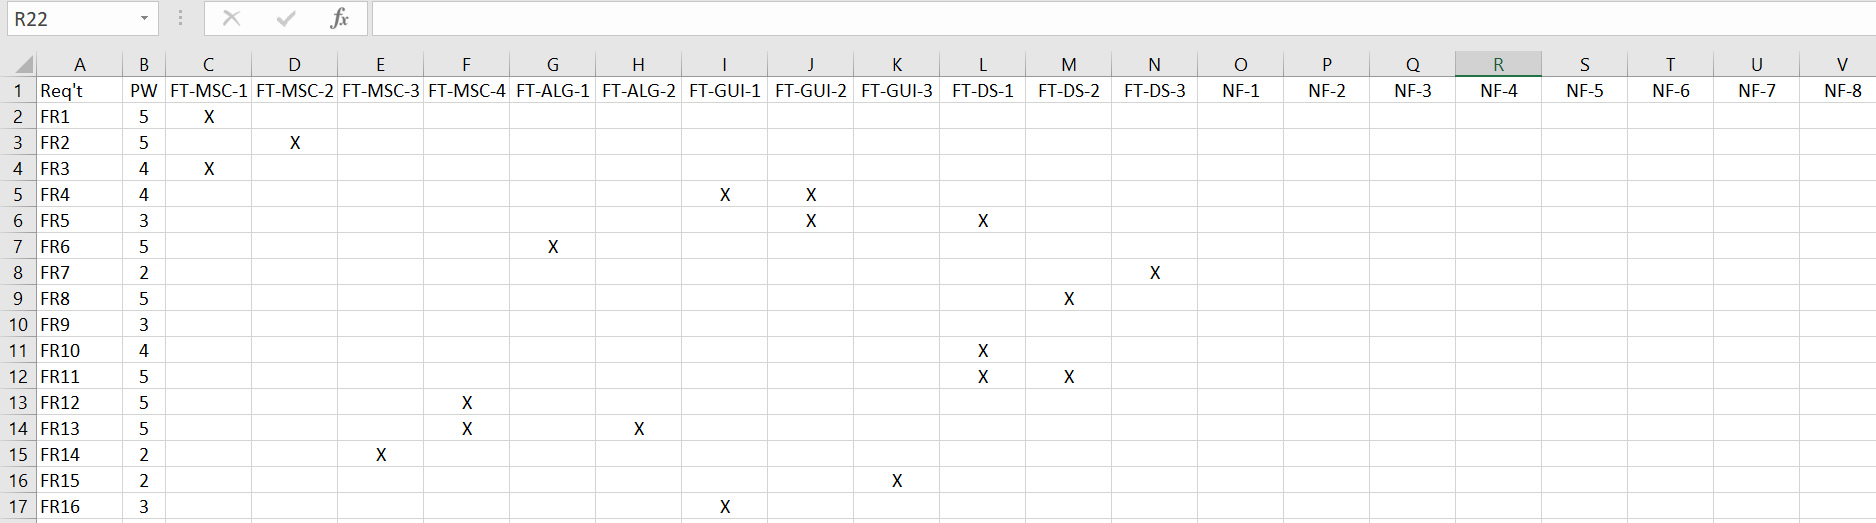 R22 fx
A B C D E F G H I J K L M N O P Q R S T U V
1 Req't PW FT-MSC-1 FT-MSC-2 FT-MSC-3 FT-MSC-4 FT-ALG-1 FT-ALG-2 FT-GUI-1 FT-GUI-2 FT-GUI-3 FT-DS-1 FT-DS-2 FT-DS-3 NF-1 NF-2 NF-3 NF-4 NF-5 NF-6 NF-7 NF-8
2 FR1 5 X
3 FR2 5 X
4 FR3 4 X
5 FR4 4 X X
6 FR5 3 X X
7 FR6 5 X
8 FR7 2 X
9 FR8 5 X
10 FR9 3
11 FR10 4 X
12 FR11 5 X X
13 FR12 5 X
14 FR13 5 X X
15 FR14 2 X
16 FR15 2 X
17 FR16 3 X